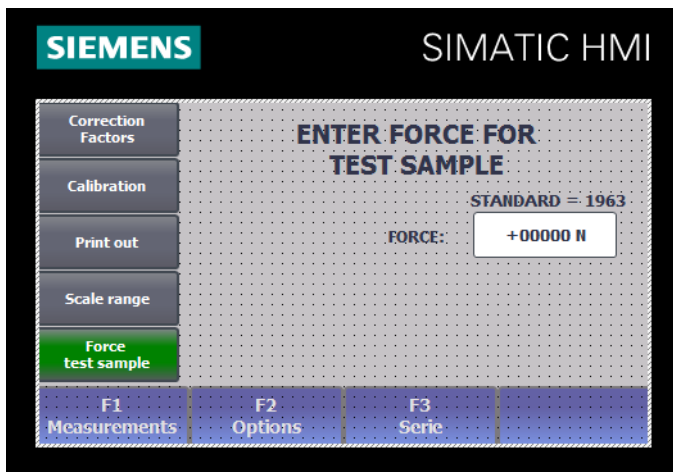 SIEMENS
SIMATIC HMI
Correction
Factors
Calibration
Print out
Scale range
Force
test sample
ENTER FORCE FOR
TEST SAMPLE
STANDARD = 1963
FORCE: +00000 N
F1
Measurements
F2
Options
F3
Serie